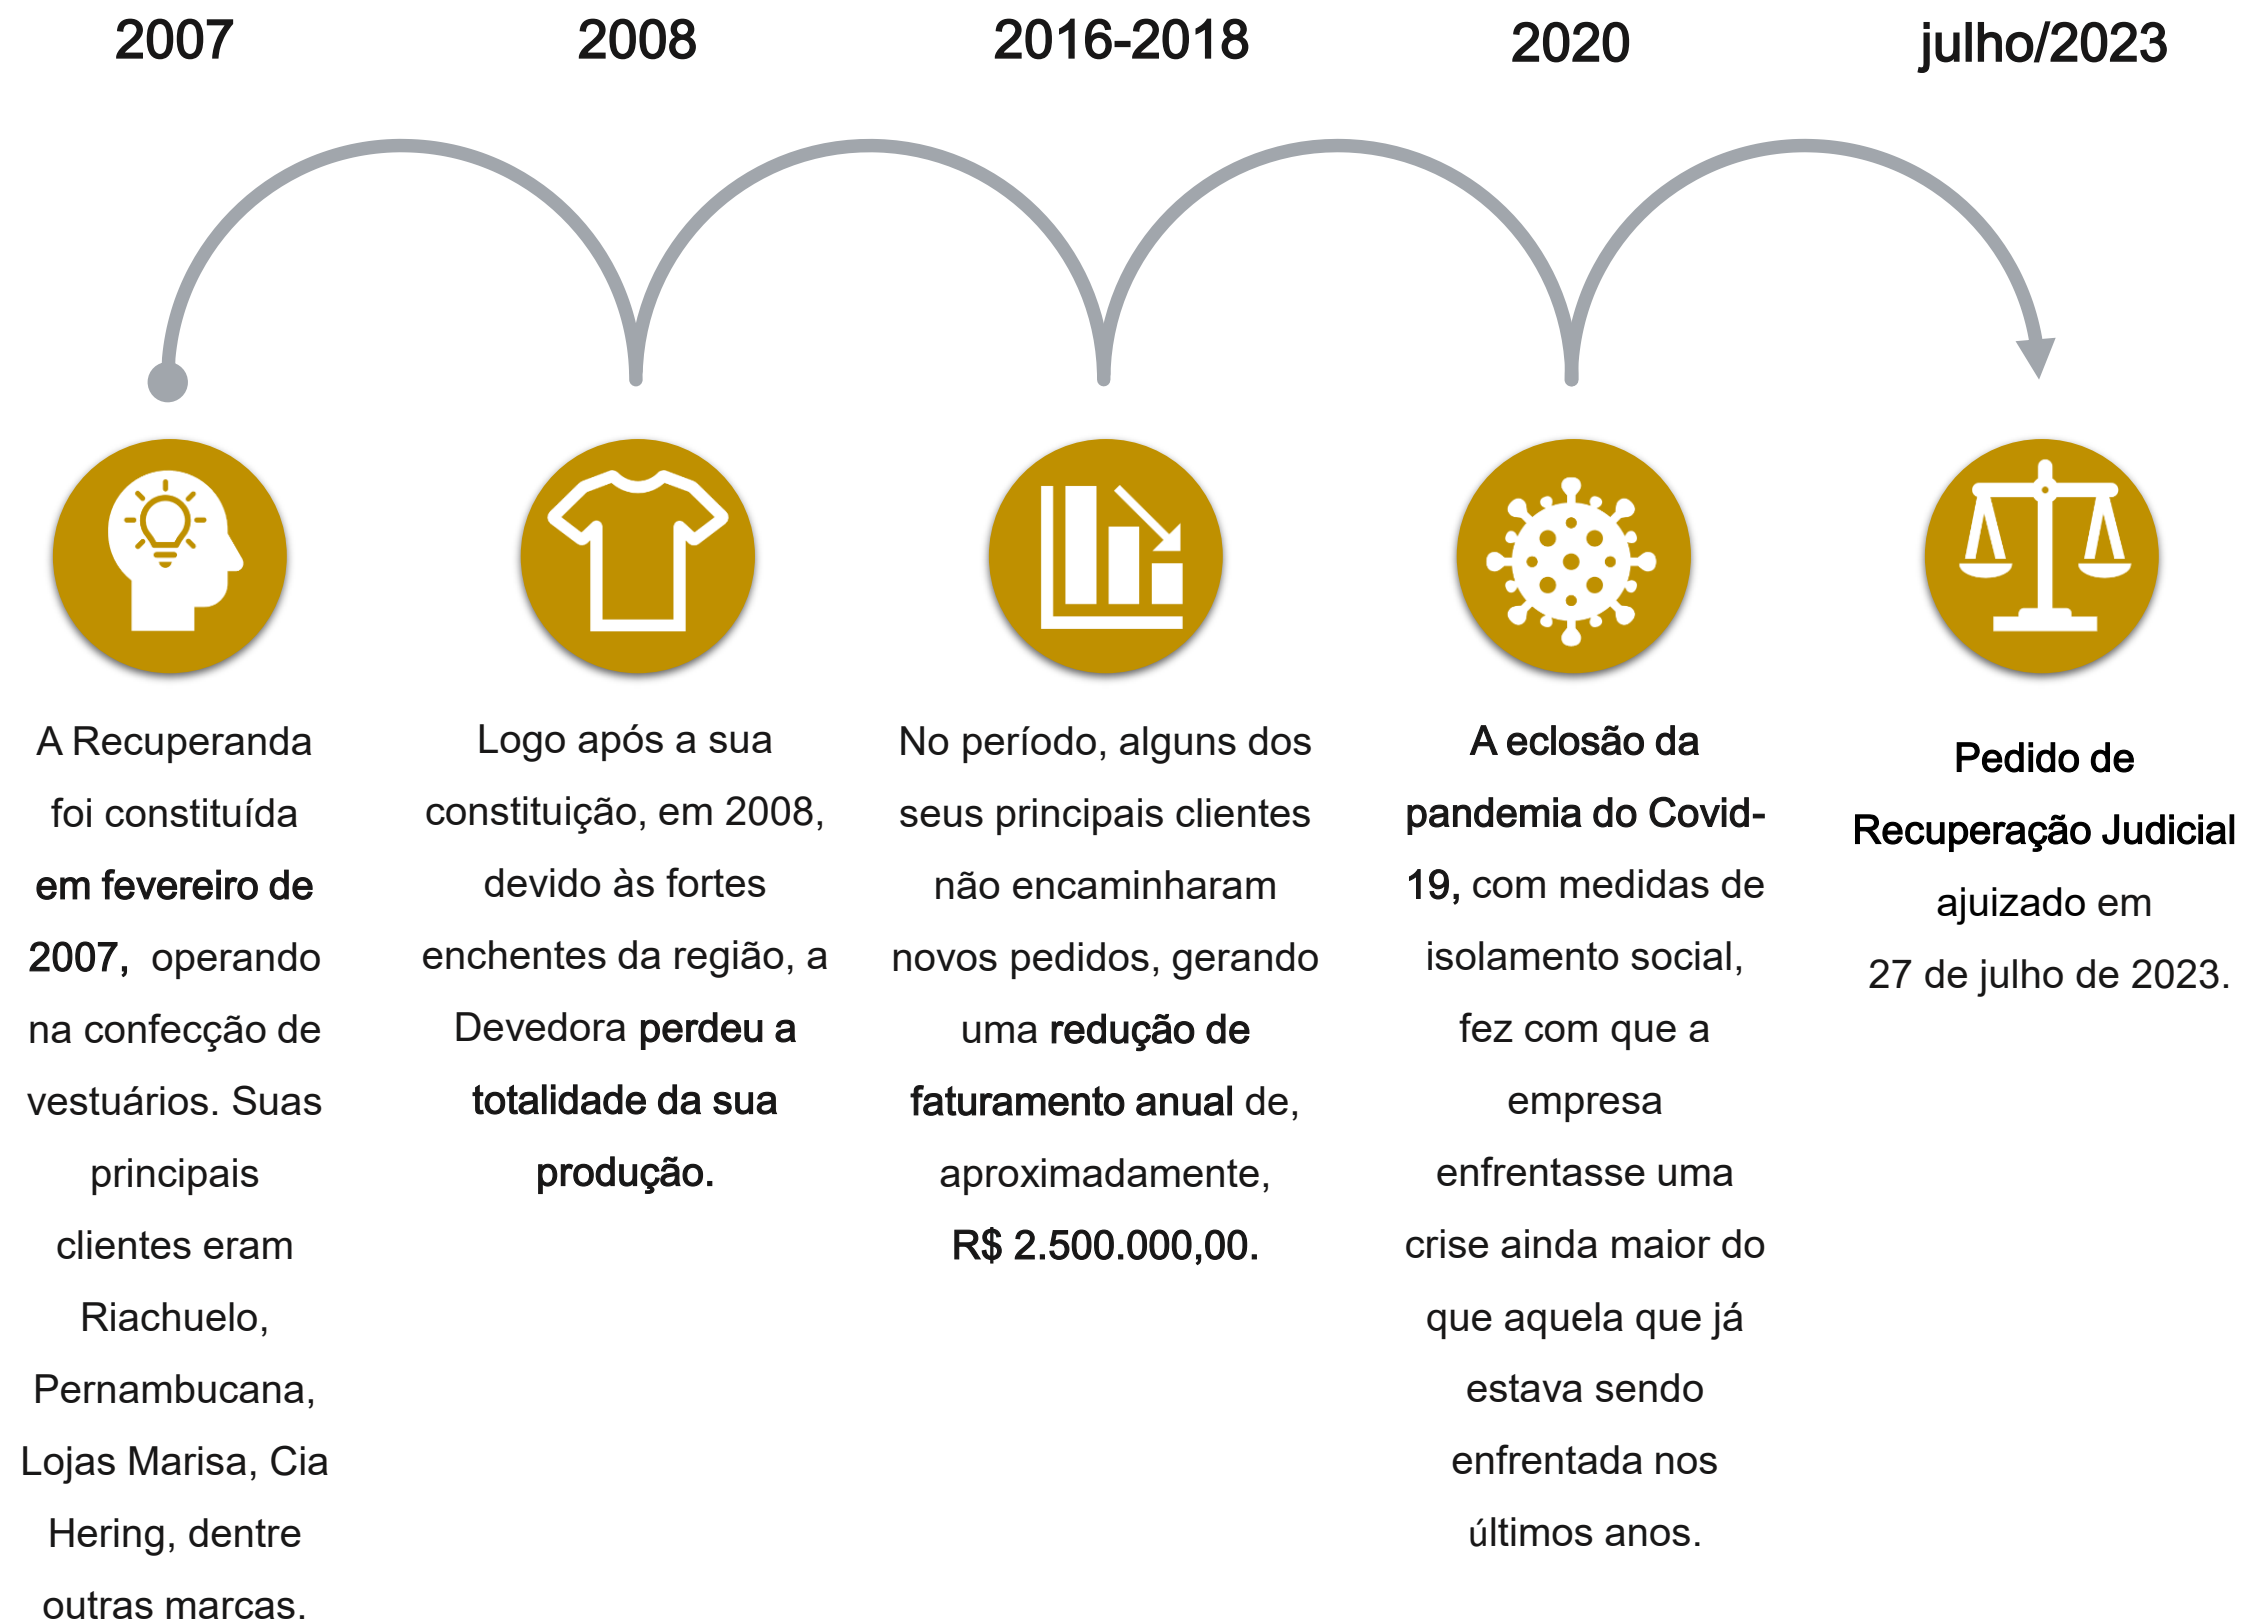 2007
2008
2016-2018
2020
julho/2023
A Recuperanda
foi constituída
em fevereiro de
2007, operando
na confecção de
vestuários. Suas
principais
clientes eram
Riachuelo,
Pernambucana,
Lojas Marisa, Cia
Hering, dentre
outras marcas.
Logo após a sua
constituição, em 2008,
devido às fortes
enchentes da região, a
Devedora perdeu a
totalidade da sua
produção.
No período, alguns dos
seus principais clientes
não encaminharam
novos pedidos, gerando
uma redução de
faturamento anual de,
aproximadamente,
R$ 2.500.000,00.
A eclosão da
pandemia do Covid-
19, com medidas de
isolamento social,
fez com que a
empresa
enfrentasse uma
crise ainda maior do
que aquela que já
estava sendo
enfrentada nos
últimos anos.
Pedido de
Recuperação Judicial
ajuizado em
27 de julho de 2023.